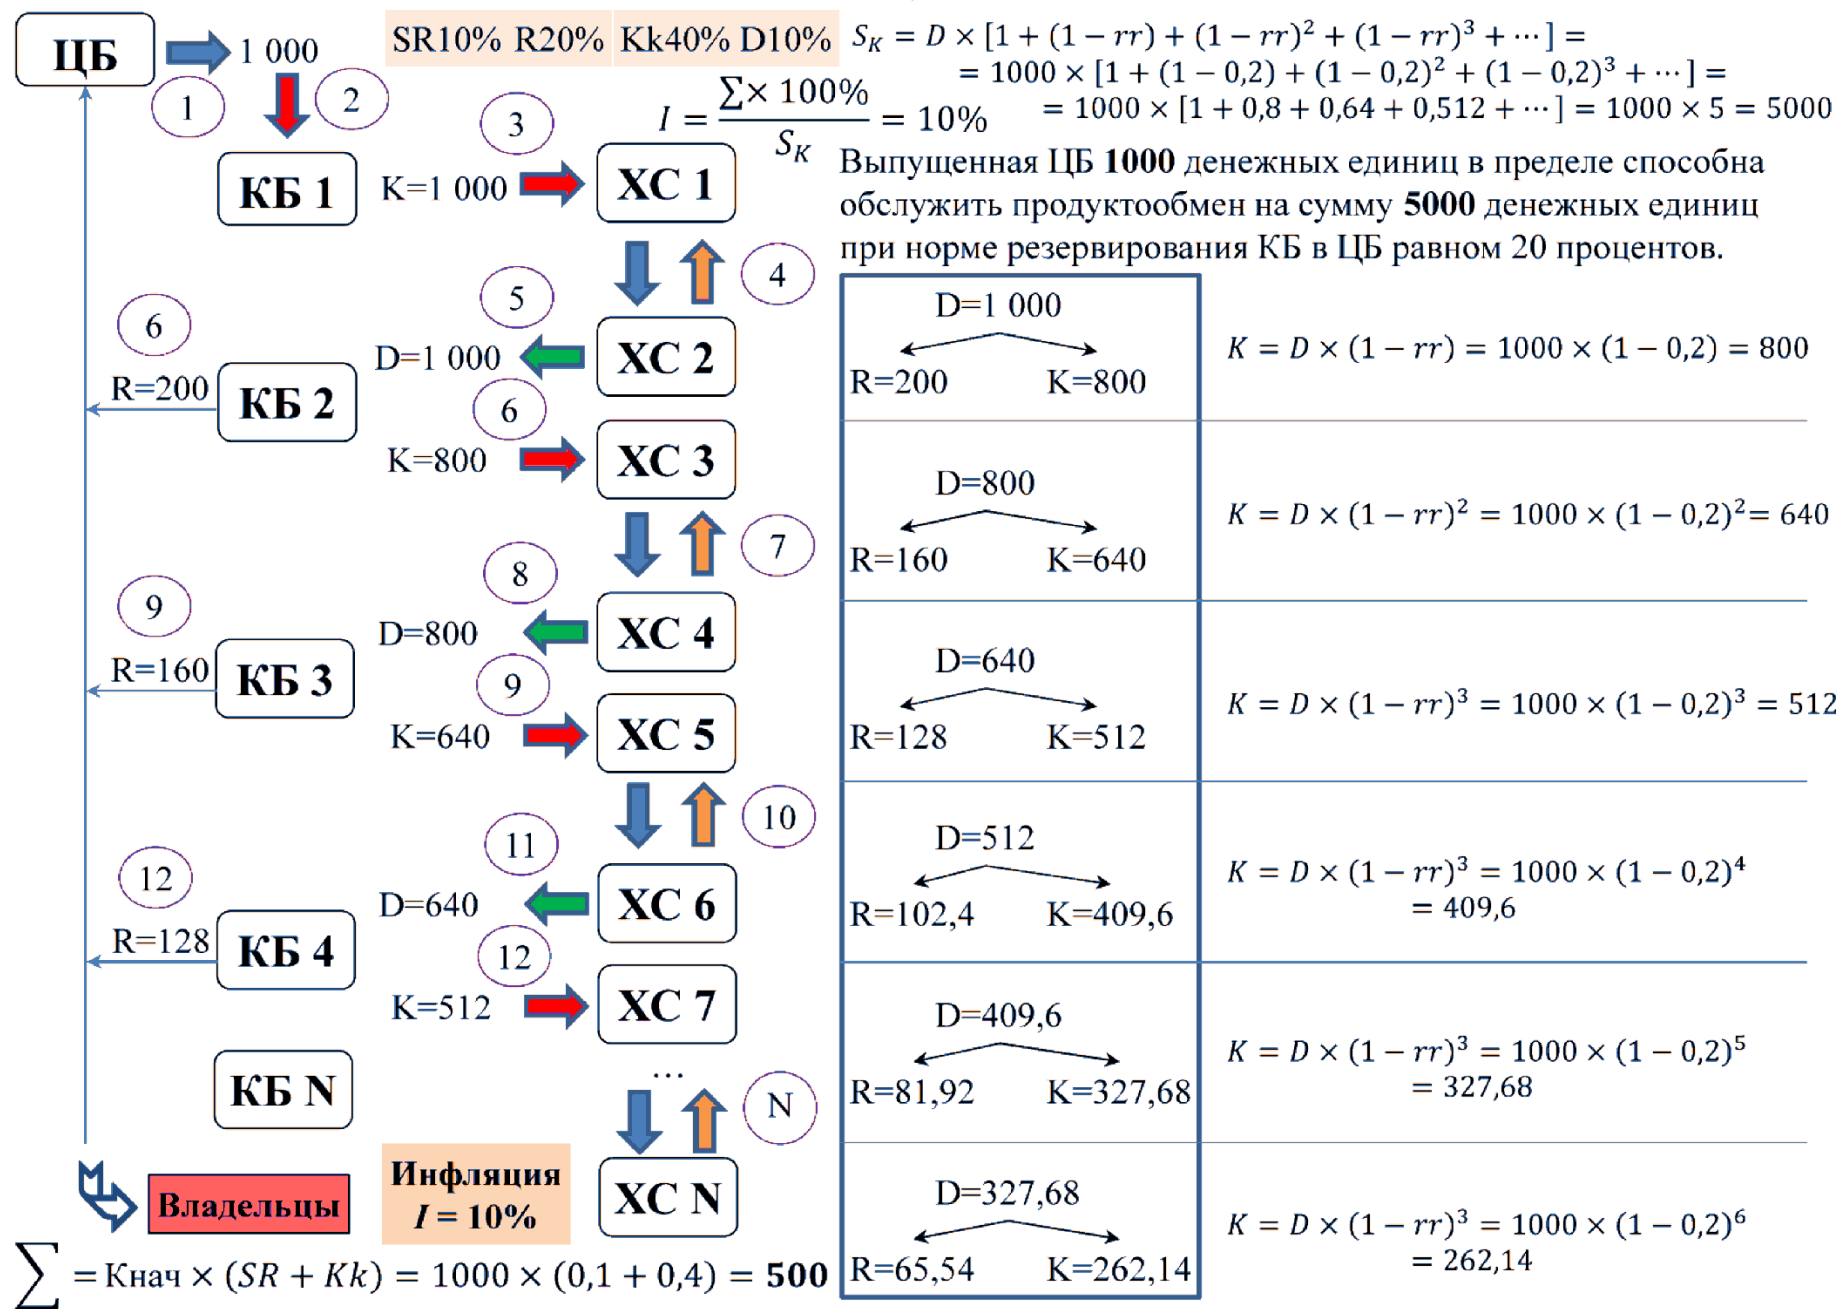 ЦБ
1 000
SR10% R20% Kk40% D10%
1
2
S_K = D × [1 + (1 − rr) + (1 − rr)² + (1 − rr)³ + ⋯] =
= 1000 × [1 + (1 − 0,2) + (1 − 0,2)² + (1 − 0,2)³ + ⋯] =
= 1000 × [1 + 0,8 + 0,64 + 0,512 + ⋯] = 1000 × 5 = 5000
I = ∑× 100% / S_K = 10%
Выпущенная ЦБ 1000 денежных единиц в пределе способна
обслужить продуктообмен на сумму 5000 денежных единиц
при норме резервирования КБ в ЦБ равном 20 процентов.
КБ 1
K=1 000
3
ХС 1
4
5
D=1 000
ХС 2
6
R=200
КБ 2
6
K=800
ХС 3
7
8
D=800
ХС 4
9
R=160
КБ 3
9
K=640
ХС 5
10
11
D=640
ХС 6
12
R=128
КБ 4
12
K=512
ХС 7
...
КБ N
N
ХС N
Владельцы
Инфляция
I = 10%
∑ = Кнач × (SR + Kk) = 1000 × (0,1 + 0,4) = 500
D=1 000
R=200 K=800
K = D × (1 − rr) = 1000 × (1 − 0,2) = 800
D=800
R=160 K=640
K = D × (1 − rr)² = 1000 × (1 − 0,2)² = 640
D=640
R=128 K=512
K = D × (1 − rr)³ = 1000 × (1 − 0,2)³ = 512
D=512
R=102,4 K=409,6
K = D × (1 − rr)³ = 1000 × (1 − 0,2)⁴
= 409,6
D=409,6
R=81,92 K=327,68
K = D × (1 − rr)³ = 1000 × (1 − 0,2)⁵
= 327,68
D=327,68
R=65,54 K=262,14
K = D × (1 − rr)³ = 1000 × (1 − 0,2)⁶
= 262,14